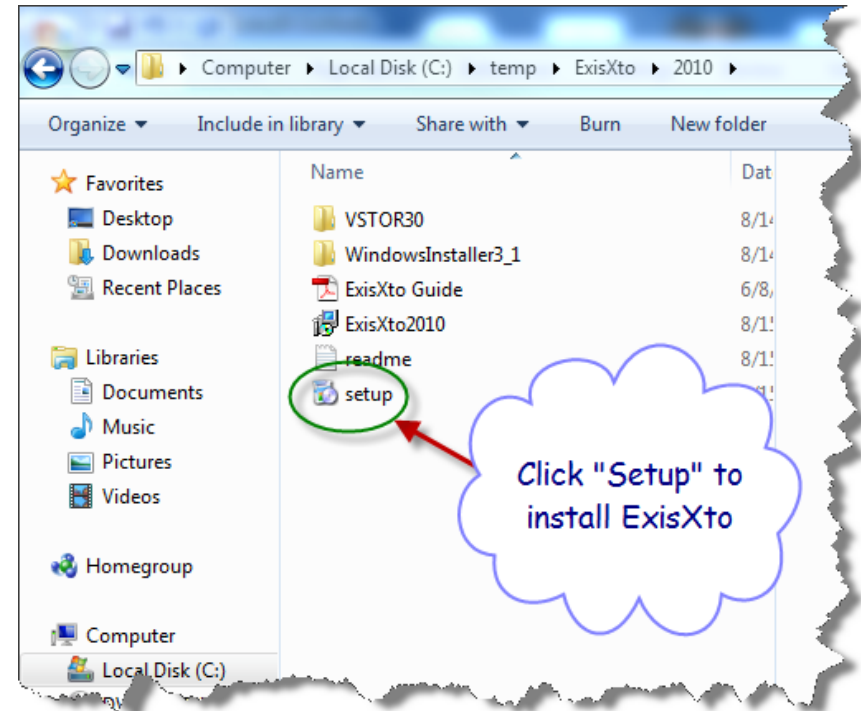 Computer ▸ Local Disk (C:) ▸ temp ▸ ExisXto ▸ 2010 ▸
Organize Include in library Share with Burn New folder
Name Dat
Favorites
Desktop
Downloads
Recent Places
Libraries
Documents
Music
Pictures
Videos
Homegroup
Computer
Local Disk (C:)
VSTOR30 8/14
WindowsInstaller3_1 8/14
ExisXto Guide 6/8,
ExisXto2010 8/15
readme 8/15
setup
Click "Setup" to
install ExisXto